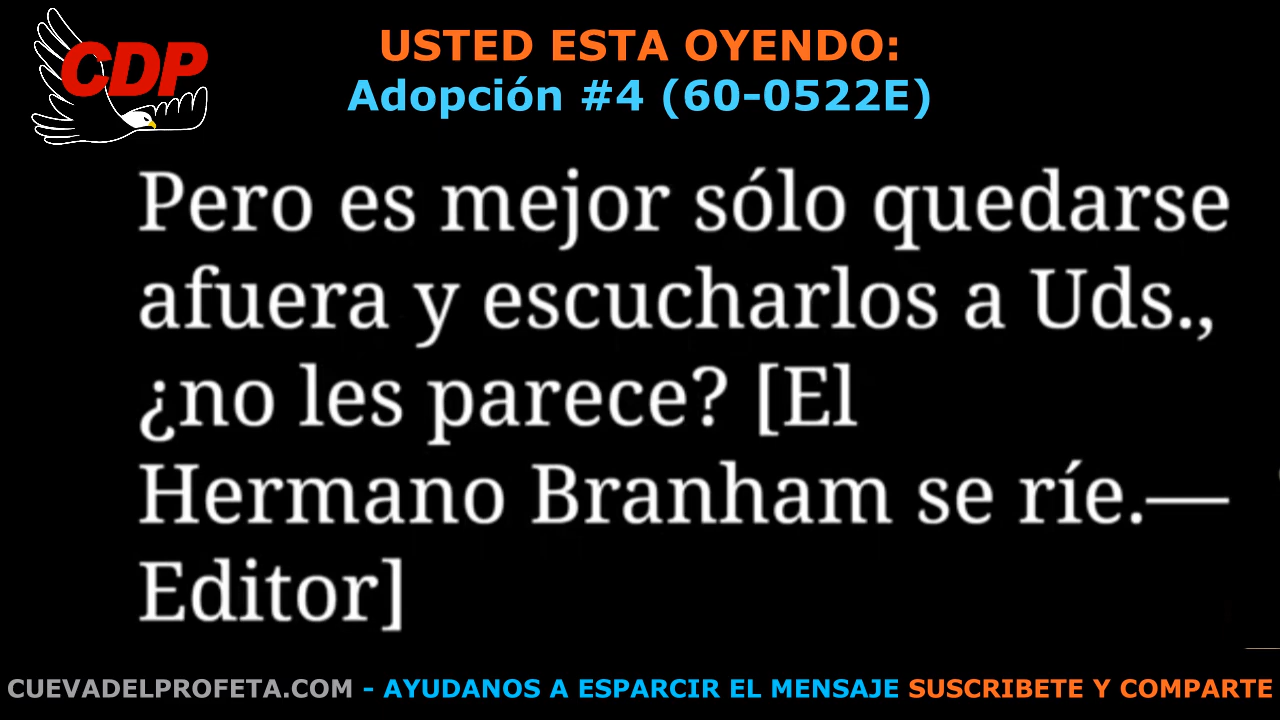 CDP
USTED ESTA OYENDO:
Adopción #4 (60-0522E)
Pero es mejor sólo quedarse
afuera y escucharlos a Uds.,
¿no les parece? [El
Hermano Branham se ríe.—
Editor]
CUEVADELPROFETA.COM - AYUDANOS A ESPARCIR EL MENSAJE SUSCRIBETE Y COMPARTE